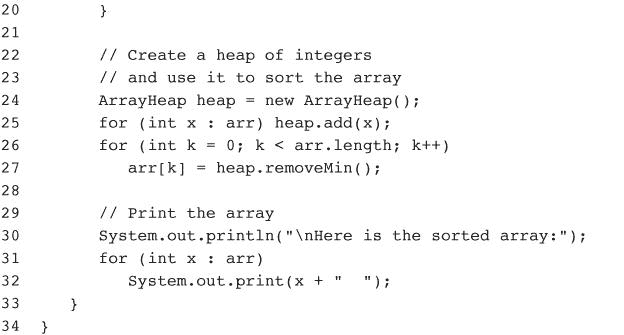 20        }
21
22        // Create a heap of integers
23        // and use it to sort the array
24        ArrayHeap heap = new ArrayHeap();
25        for (int x : arr) heap.add(x);
26        for (int k = 0; k < arr.length; k++)
27           arr[k] = heap.removeMin();
28
29        // Print the array
30        System.out.println("\nHere is the sorted array:");
31        for (int x : arr)
32           System.out.print(x + "  ");
33     }
34  }